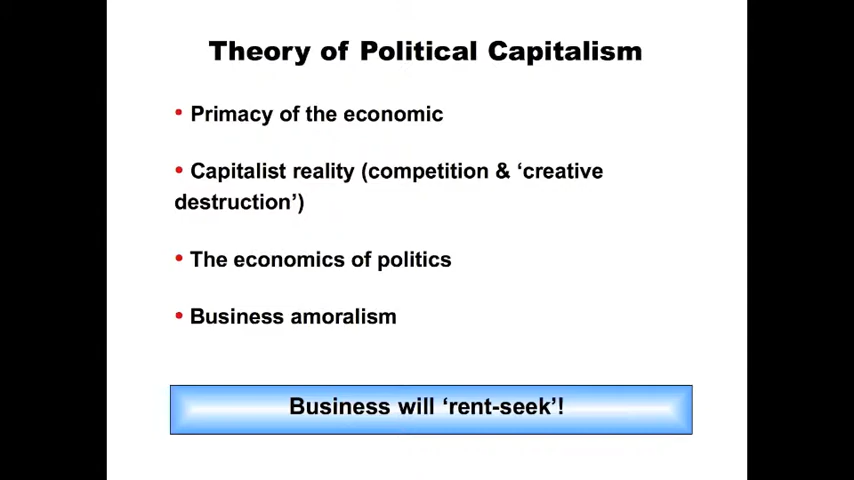 Theory of Political Capitalism
• Primacy of the economic
• Capitalist reality (competition & ‘creative
destruction’)
• The economics of politics
• Business amoralism
Business will ‘rent-seek’!